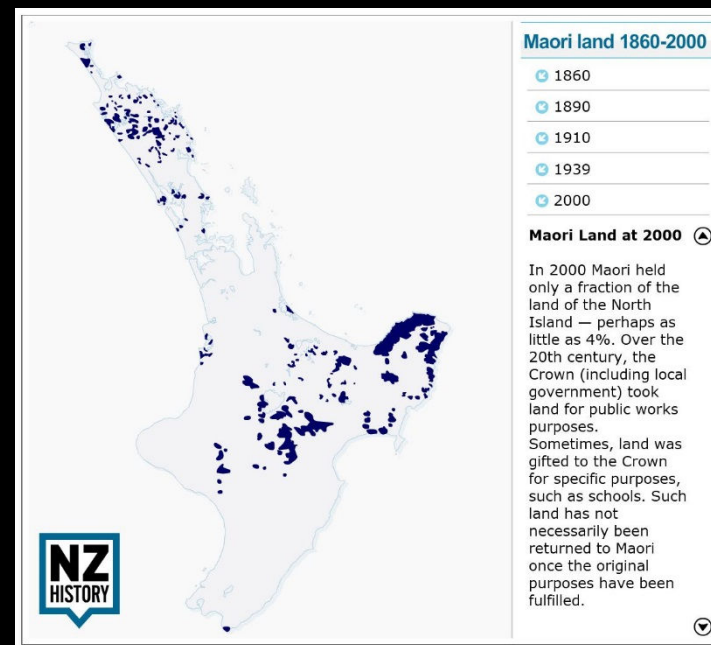 Maori land 1860-2000
1860
1890
1910
1939
2000
Maori Land at 2000
In 2000 Maori held
only a fraction of the
land of the North
Island — perhaps as
little as 4%. Over the
20th century, the
Crown (including local
government) took
land for public works
purposes.
Sometimes, land was
gifted to the Crown
for specific purposes,
such as schools. Such
land has not
necessarily been
returned to Maori
once the original
purposes have been
fulfilled.
NZ
HISTORY